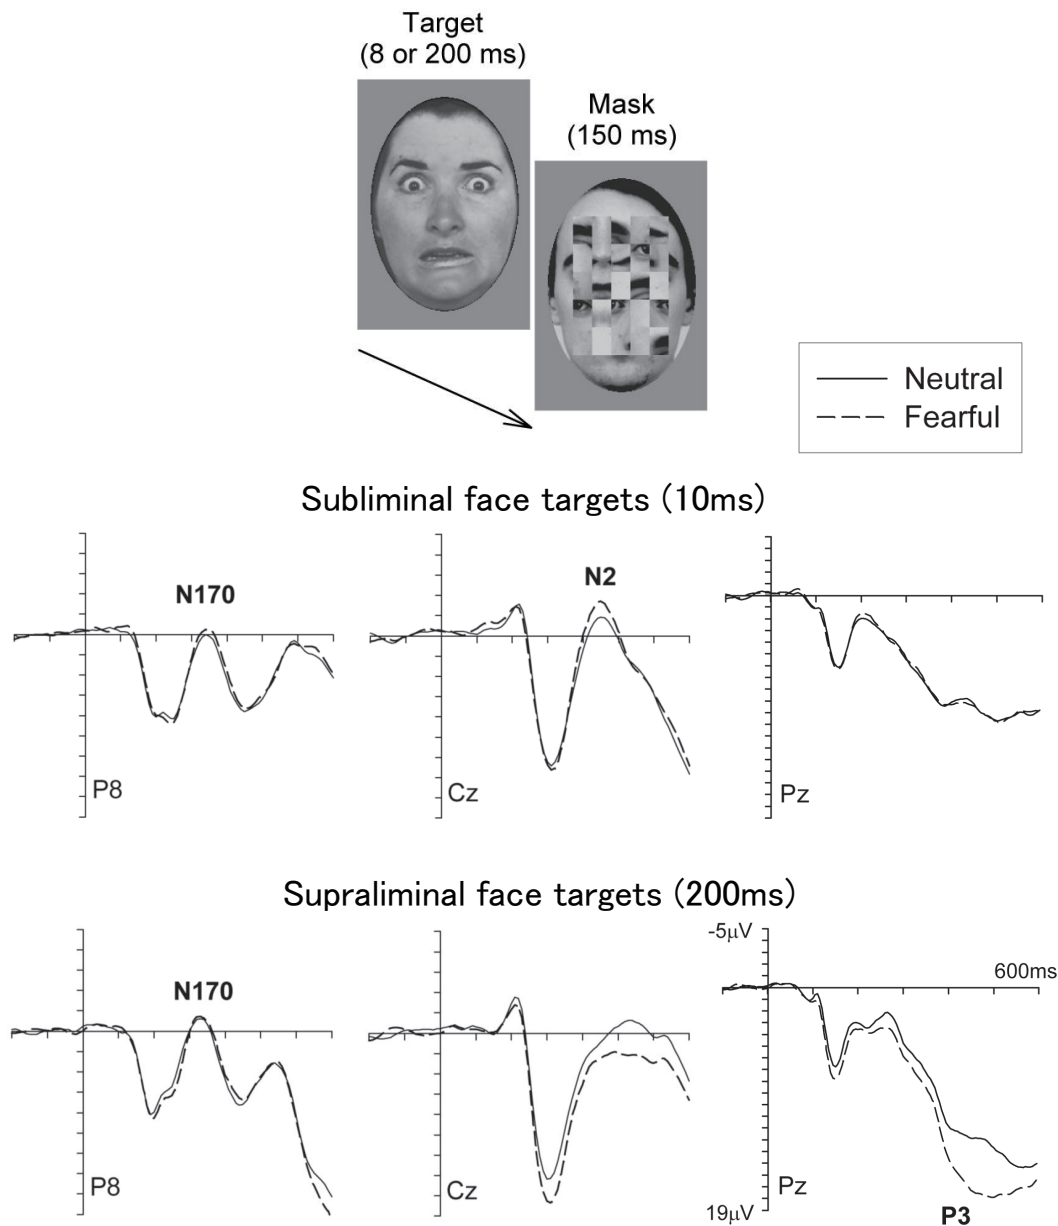 Target
(8 or 200 ms)
Mask
(150 ms)
Neutral
Fearful
Subliminal face targets (10ms)
N170
P8
N2
Cz
Pz
Supraliminal face targets (200ms)
N170
P8
Cz
-5μV
600ms
Pz
19μV
P3